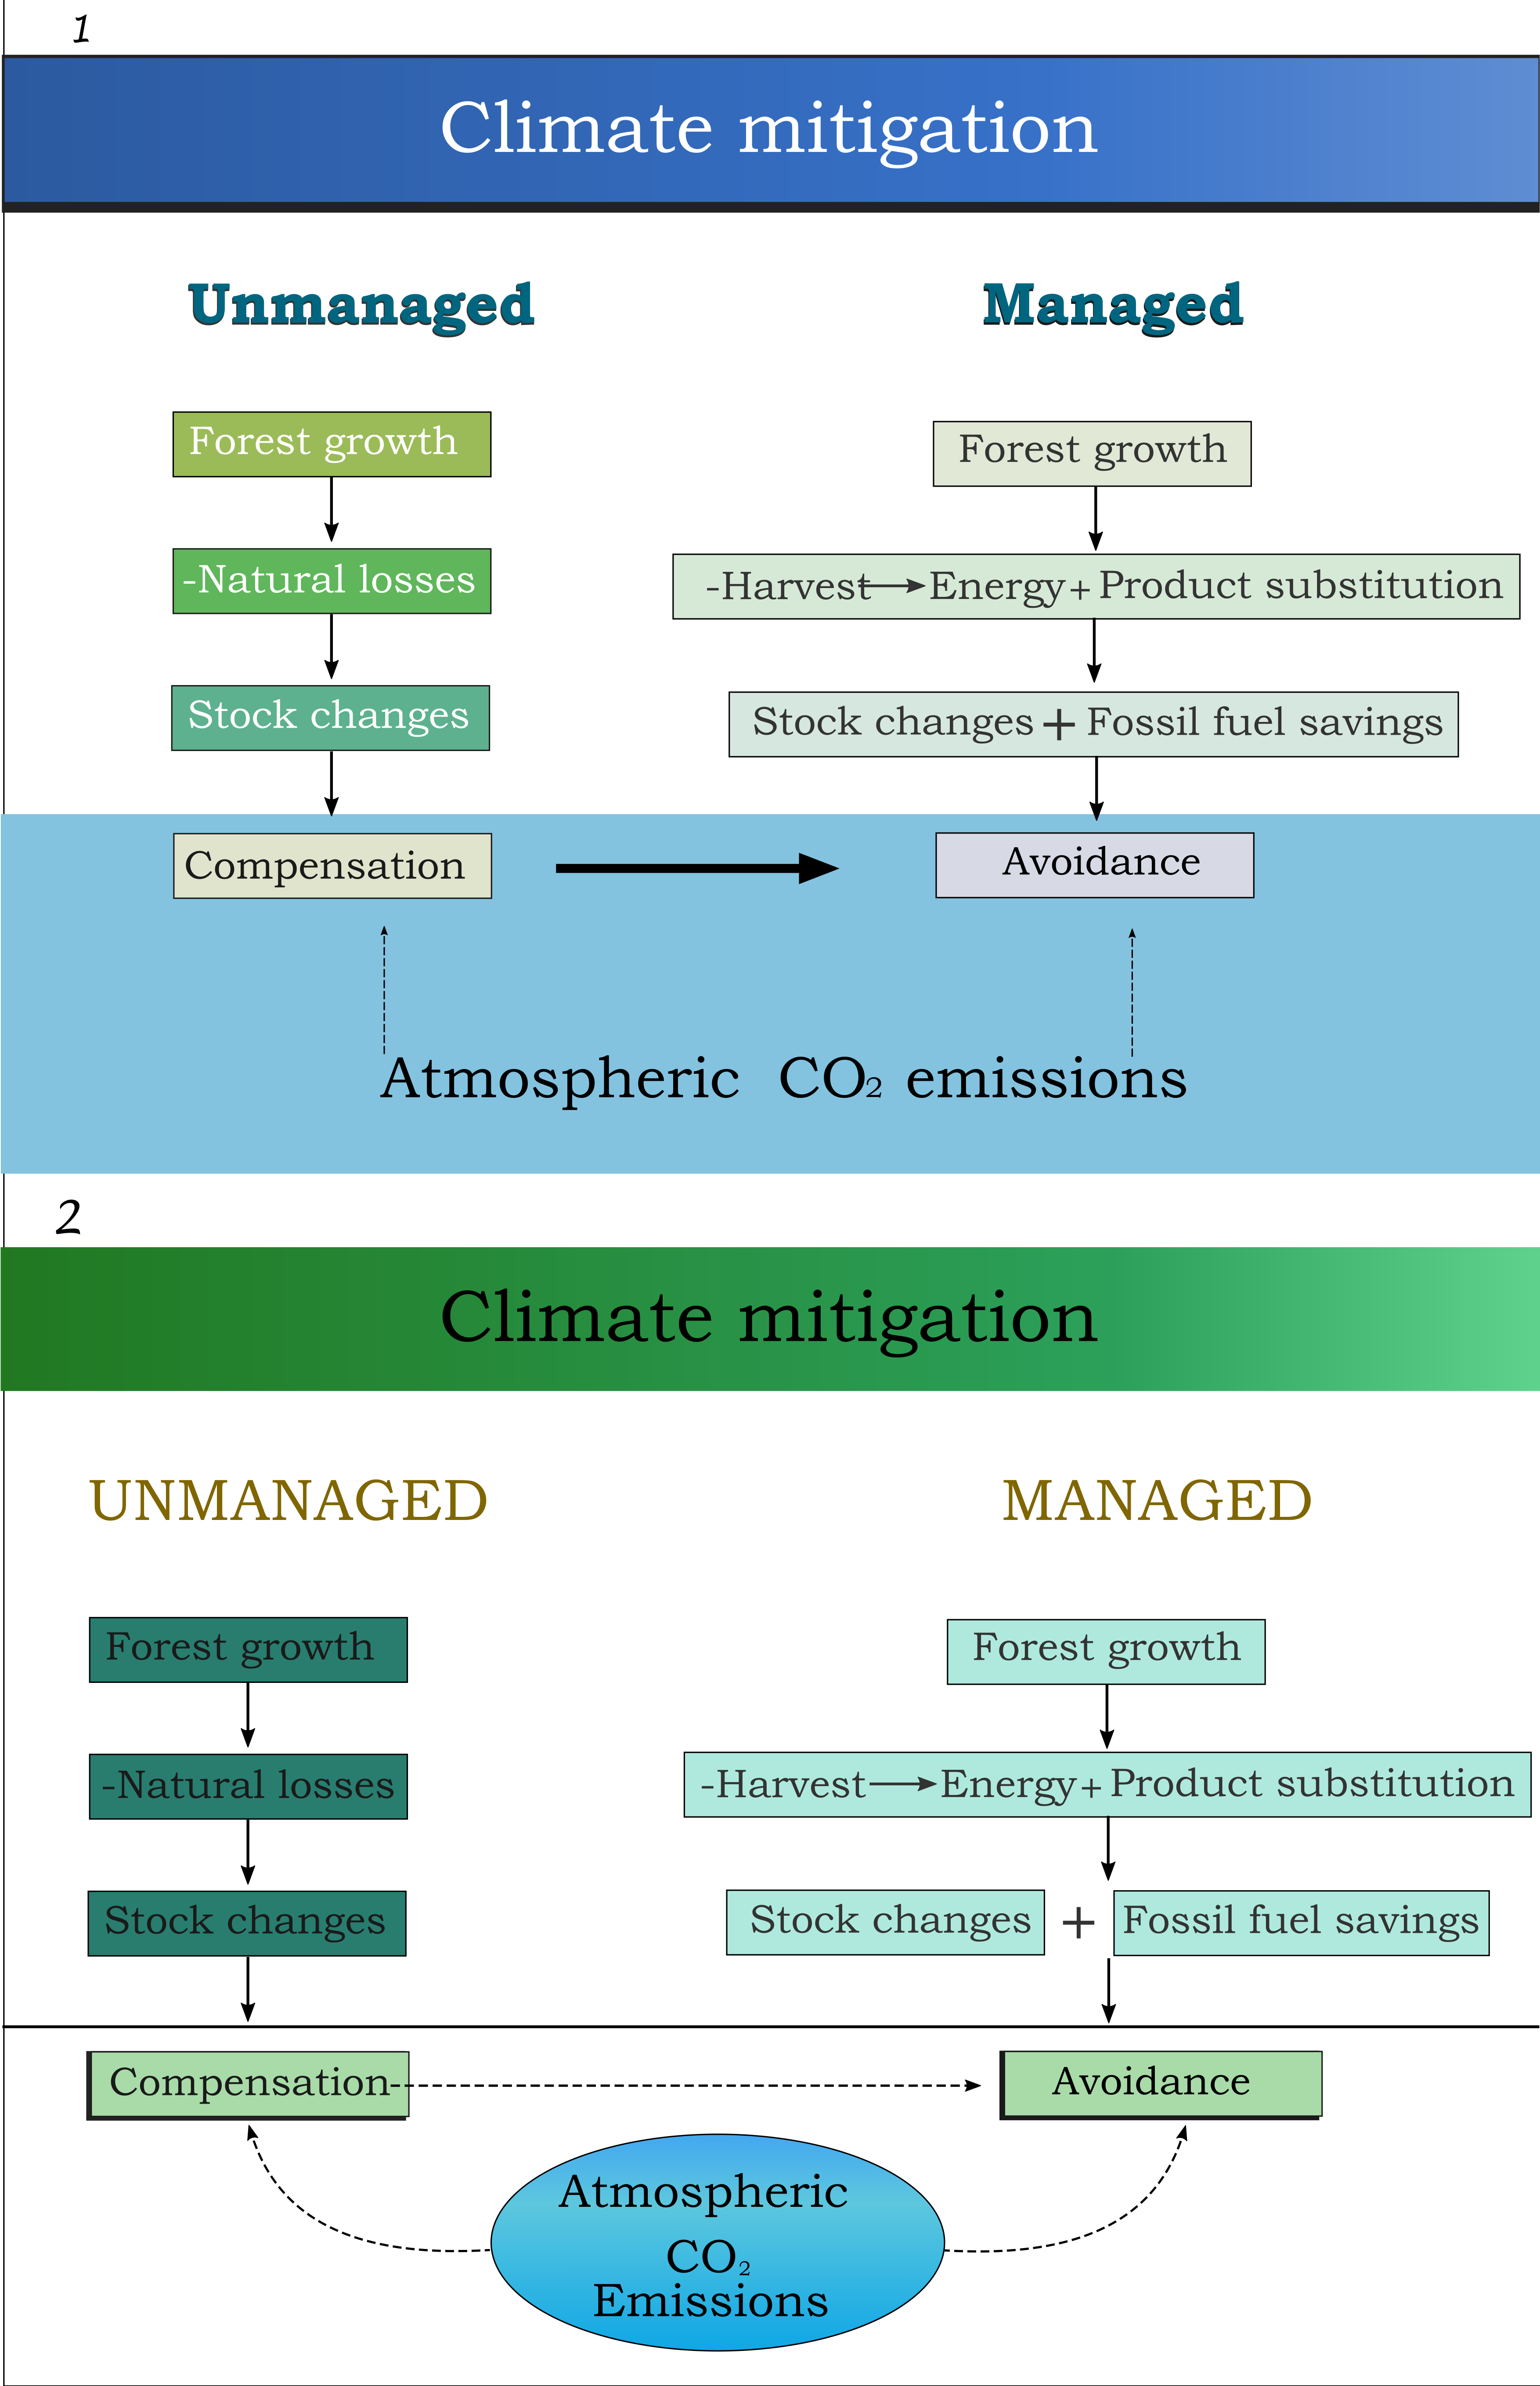 1
Climate mitigation
Unmanaged
Managed
Forest growth
-Natural losses
Stock changes
Compensation
Forest growth
-Harvest → Energy + Product substitution
Stock changes + Fossil fuel savings
Avoidance
Atmospheric CO₂ emissions
2
Climate mitigation
UNMANAGED
MANAGED
Forest growth
-Natural losses
Stock changes
Compensation
Forest growth
-Harvest → Energy + Product substitution
Stock changes + Fossil fuel savings
Avoidance
Atmospheric
CO₂
Emissions